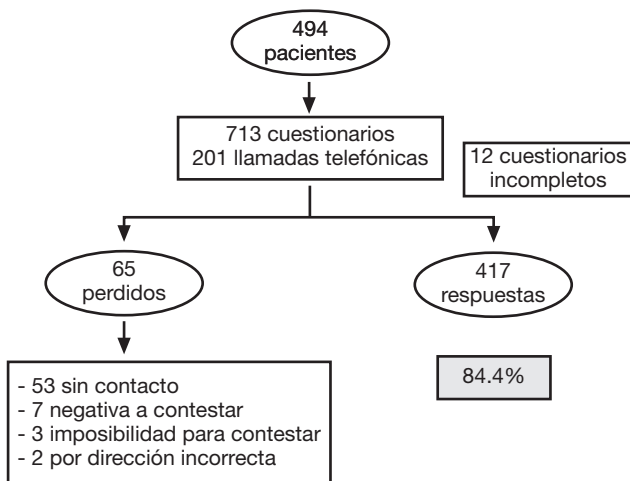 494
pacientes
713 cuestionarios
201 llamadas telefónicas
12 cuestionarios
incompletos
65
perdidos
417
respuestas
- 53 sin contacto
- 7 negativa a contestar
- 3 imposibilidad para contestar
- 2 por dirección incorrecta
84.4%